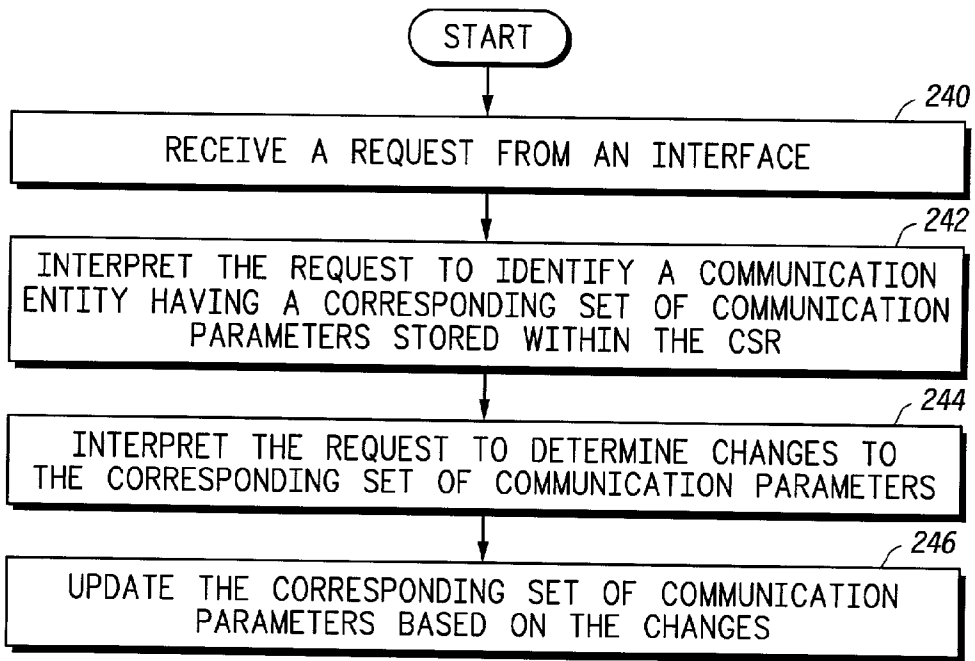 START
240
RECEIVE A REQUEST FROM AN INTERFACE
242
INTERPRET THE REQUEST TO IDENTIFY A COMMUNICATION
ENTITY HAVING A CORRESPONDING SET OF COMMUNICATION
PARAMETERS STORED WITHIN THE CSR
244
INTERPRET THE REQUEST TO DETERMINE CHANGES TO
THE CORRESPONDING SET OF COMMUNICATION PARAMETERS
246
UPDATE THE CORRESPONDING SET OF COMMUNICATION
PARAMETERS BASED ON THE CHANGES